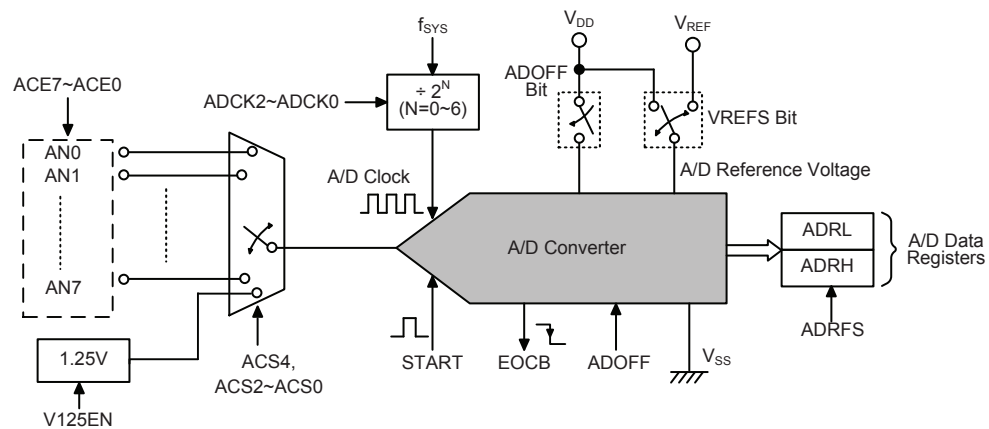 f_SYS
V_DD
V_REF
ACE7~ACE0
ADCK2~ADCK0
÷ 2^N
(N=0~6)
ADOFF
Bit
VREFS Bit
AN0
AN1
AN7
A/D Clock
A/D Reference Voltage
A/D Converter
ADRL
ADRH
A/D Data
Registers
1.25V
V125EN
ACS4,
ACS2~ACS0
START
EOCB
ADOFF
V_SS
ADRFS